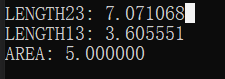 LENGTH23: 7.071068
LENGTH13: 3.605551
AREA: 5.000000